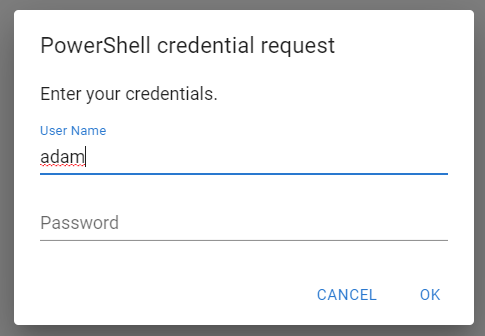 PowerShell credential request
Enter your credentials.
User Name
adam
Password
CANCEL OK